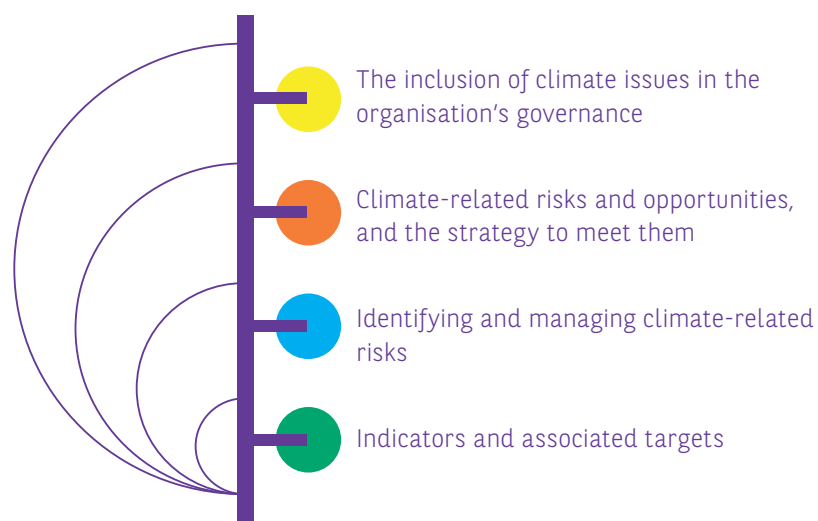 The inclusion of climate issues in the
organisation's governance
Climate-related risks and opportunities,
and the strategy to meet them
Identifying and managing climate-related
risks
Indicators and associated targets